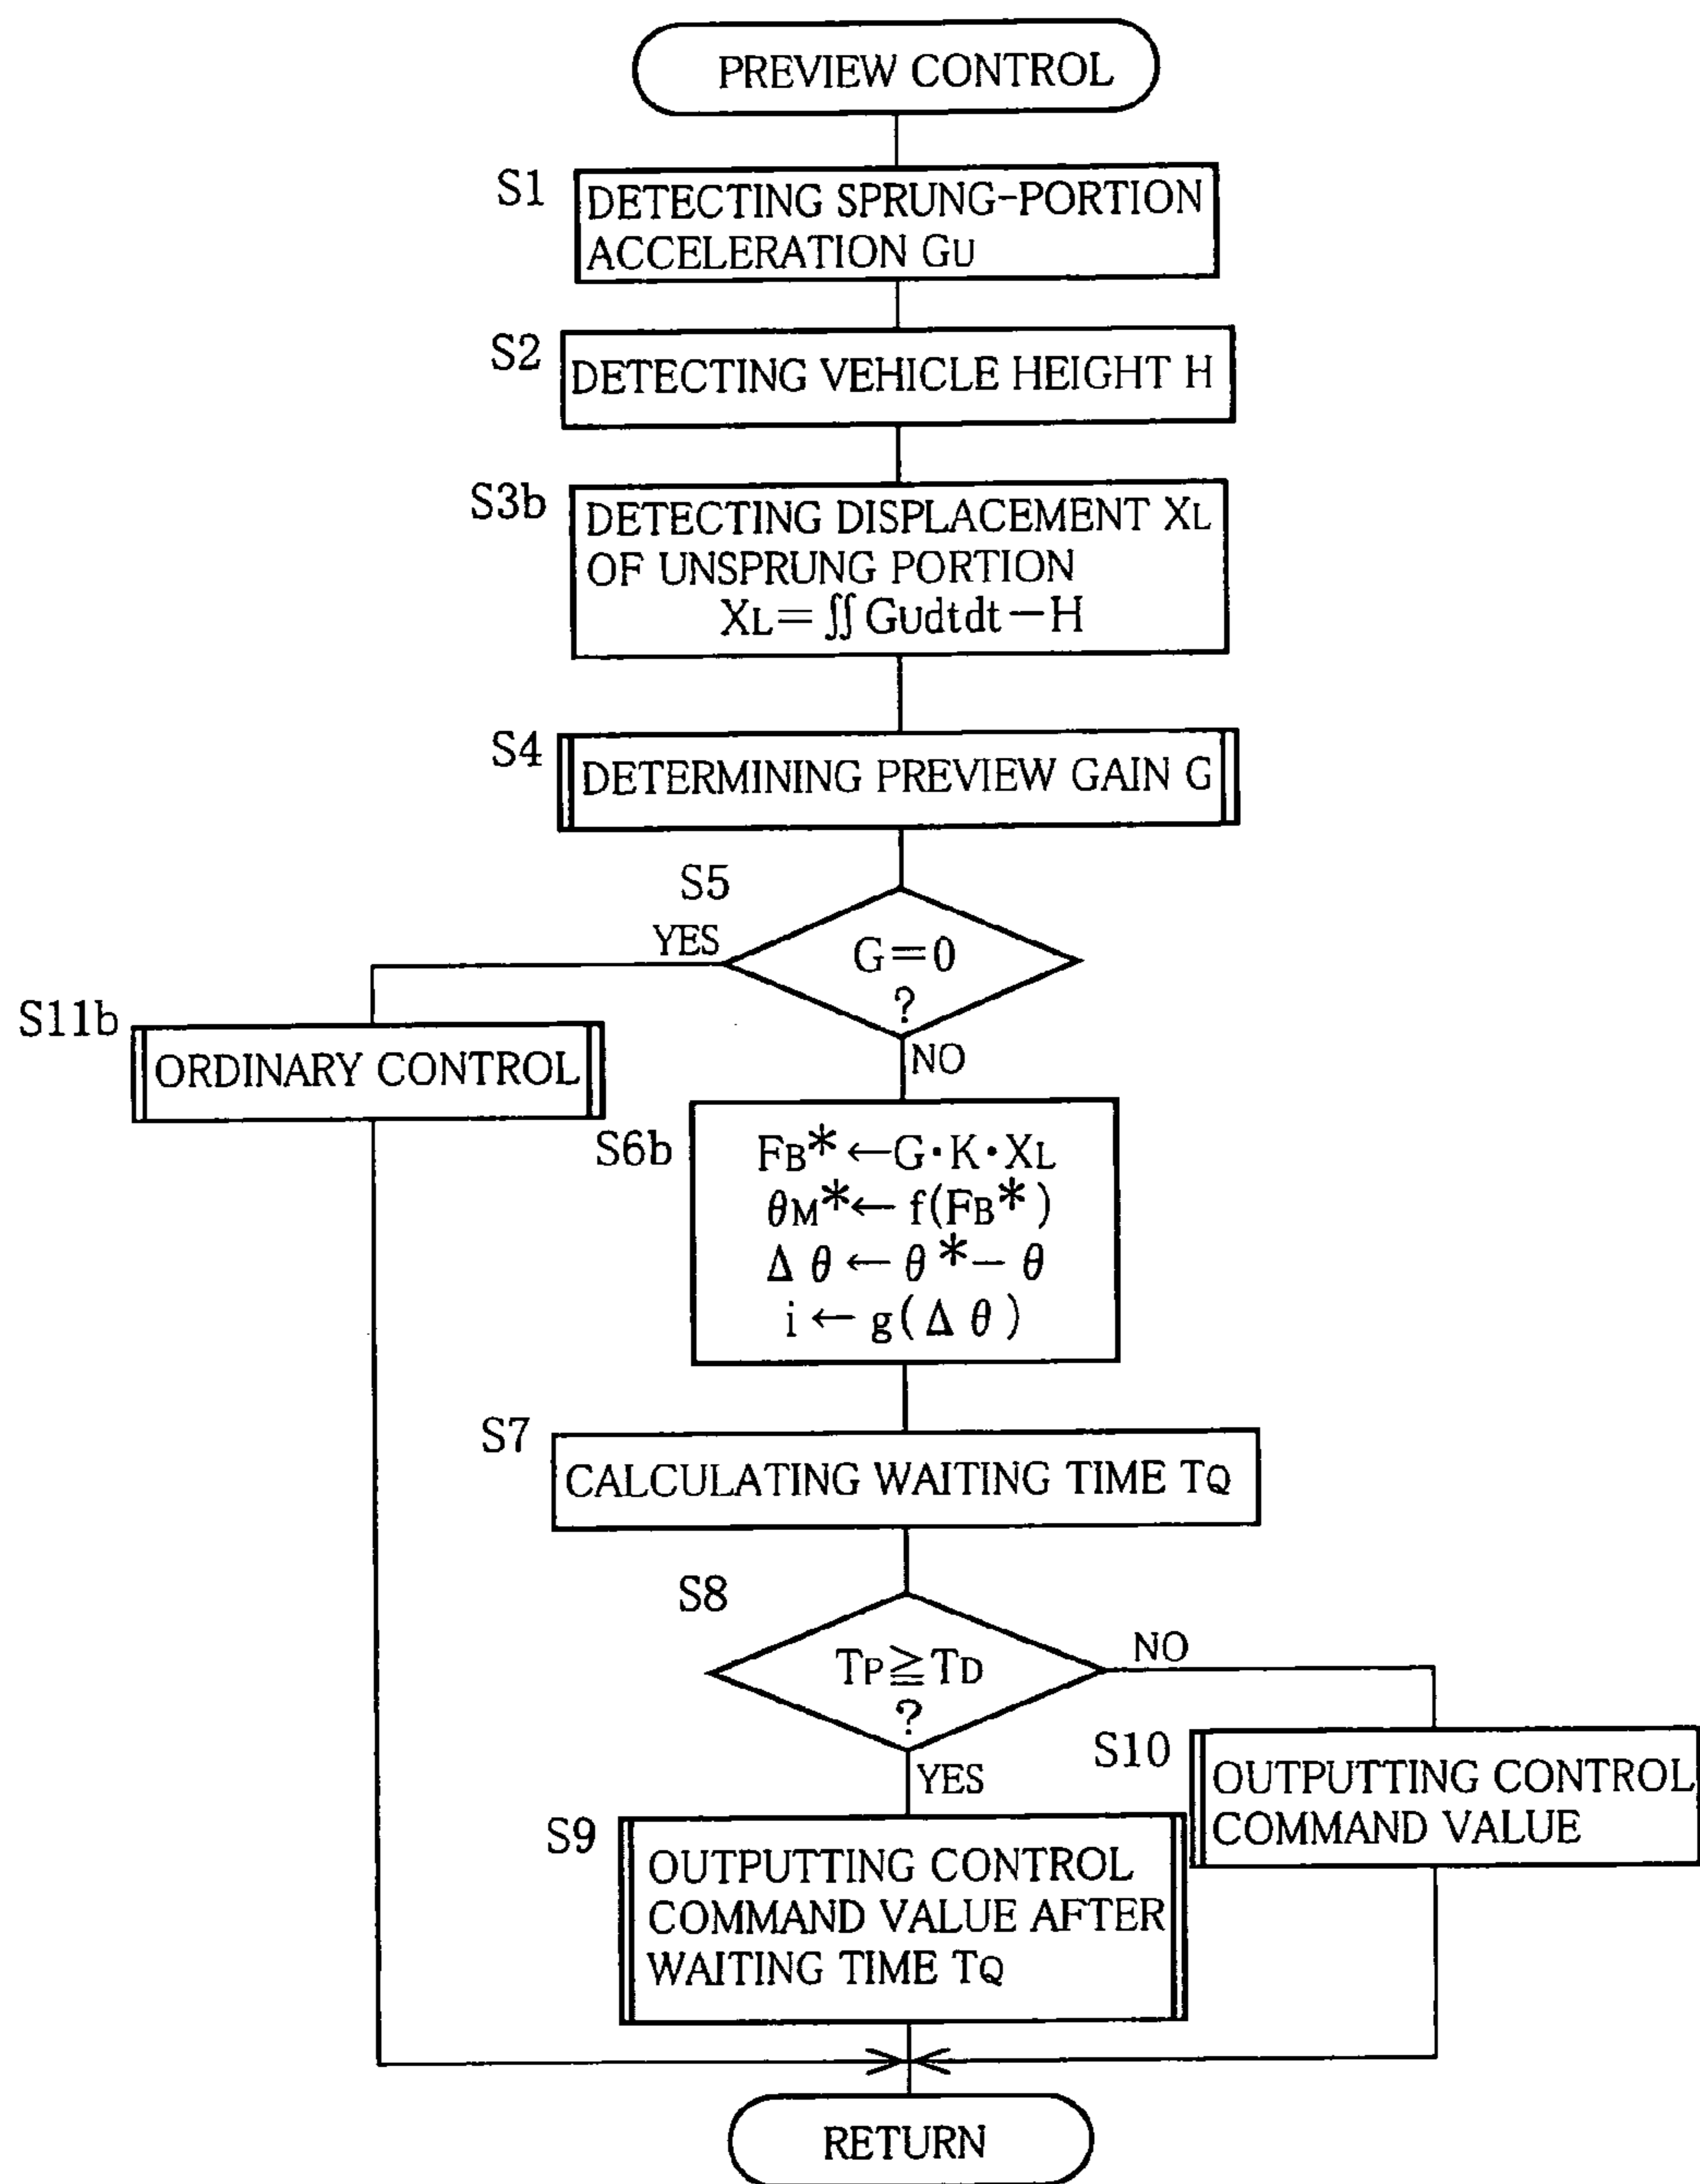 PREVIEW CONTROL
S1
DETECTING SPRUNG-PORTION
ACCELERATION GU
S2
DETECTING VEHICLE HEIGHT H
S3b
DETECTING DISPLACEMENT XL
OF UNSPRUNG PORTION
XL=∬GUdtdt-H
S4
DETERMINING PREVIEW GAIN G
S5
YES
G=0
?
NO
S11b
ORDINARY CONTROL
S6b
FB*←G·K·XL
θM*←f(FB*)
Δθ←θ*-θ
i←g(Δθ)
S7
CALCULATING WAITING TIME TQ
S8
TP≧TD
?
NO
YES
S10
OUTPUTTING CONTROL
COMMAND VALUE
S9
OUTPUTTING CONTROL
COMMAND VALUE AFTER
WAITING TIME TQ
RETURN